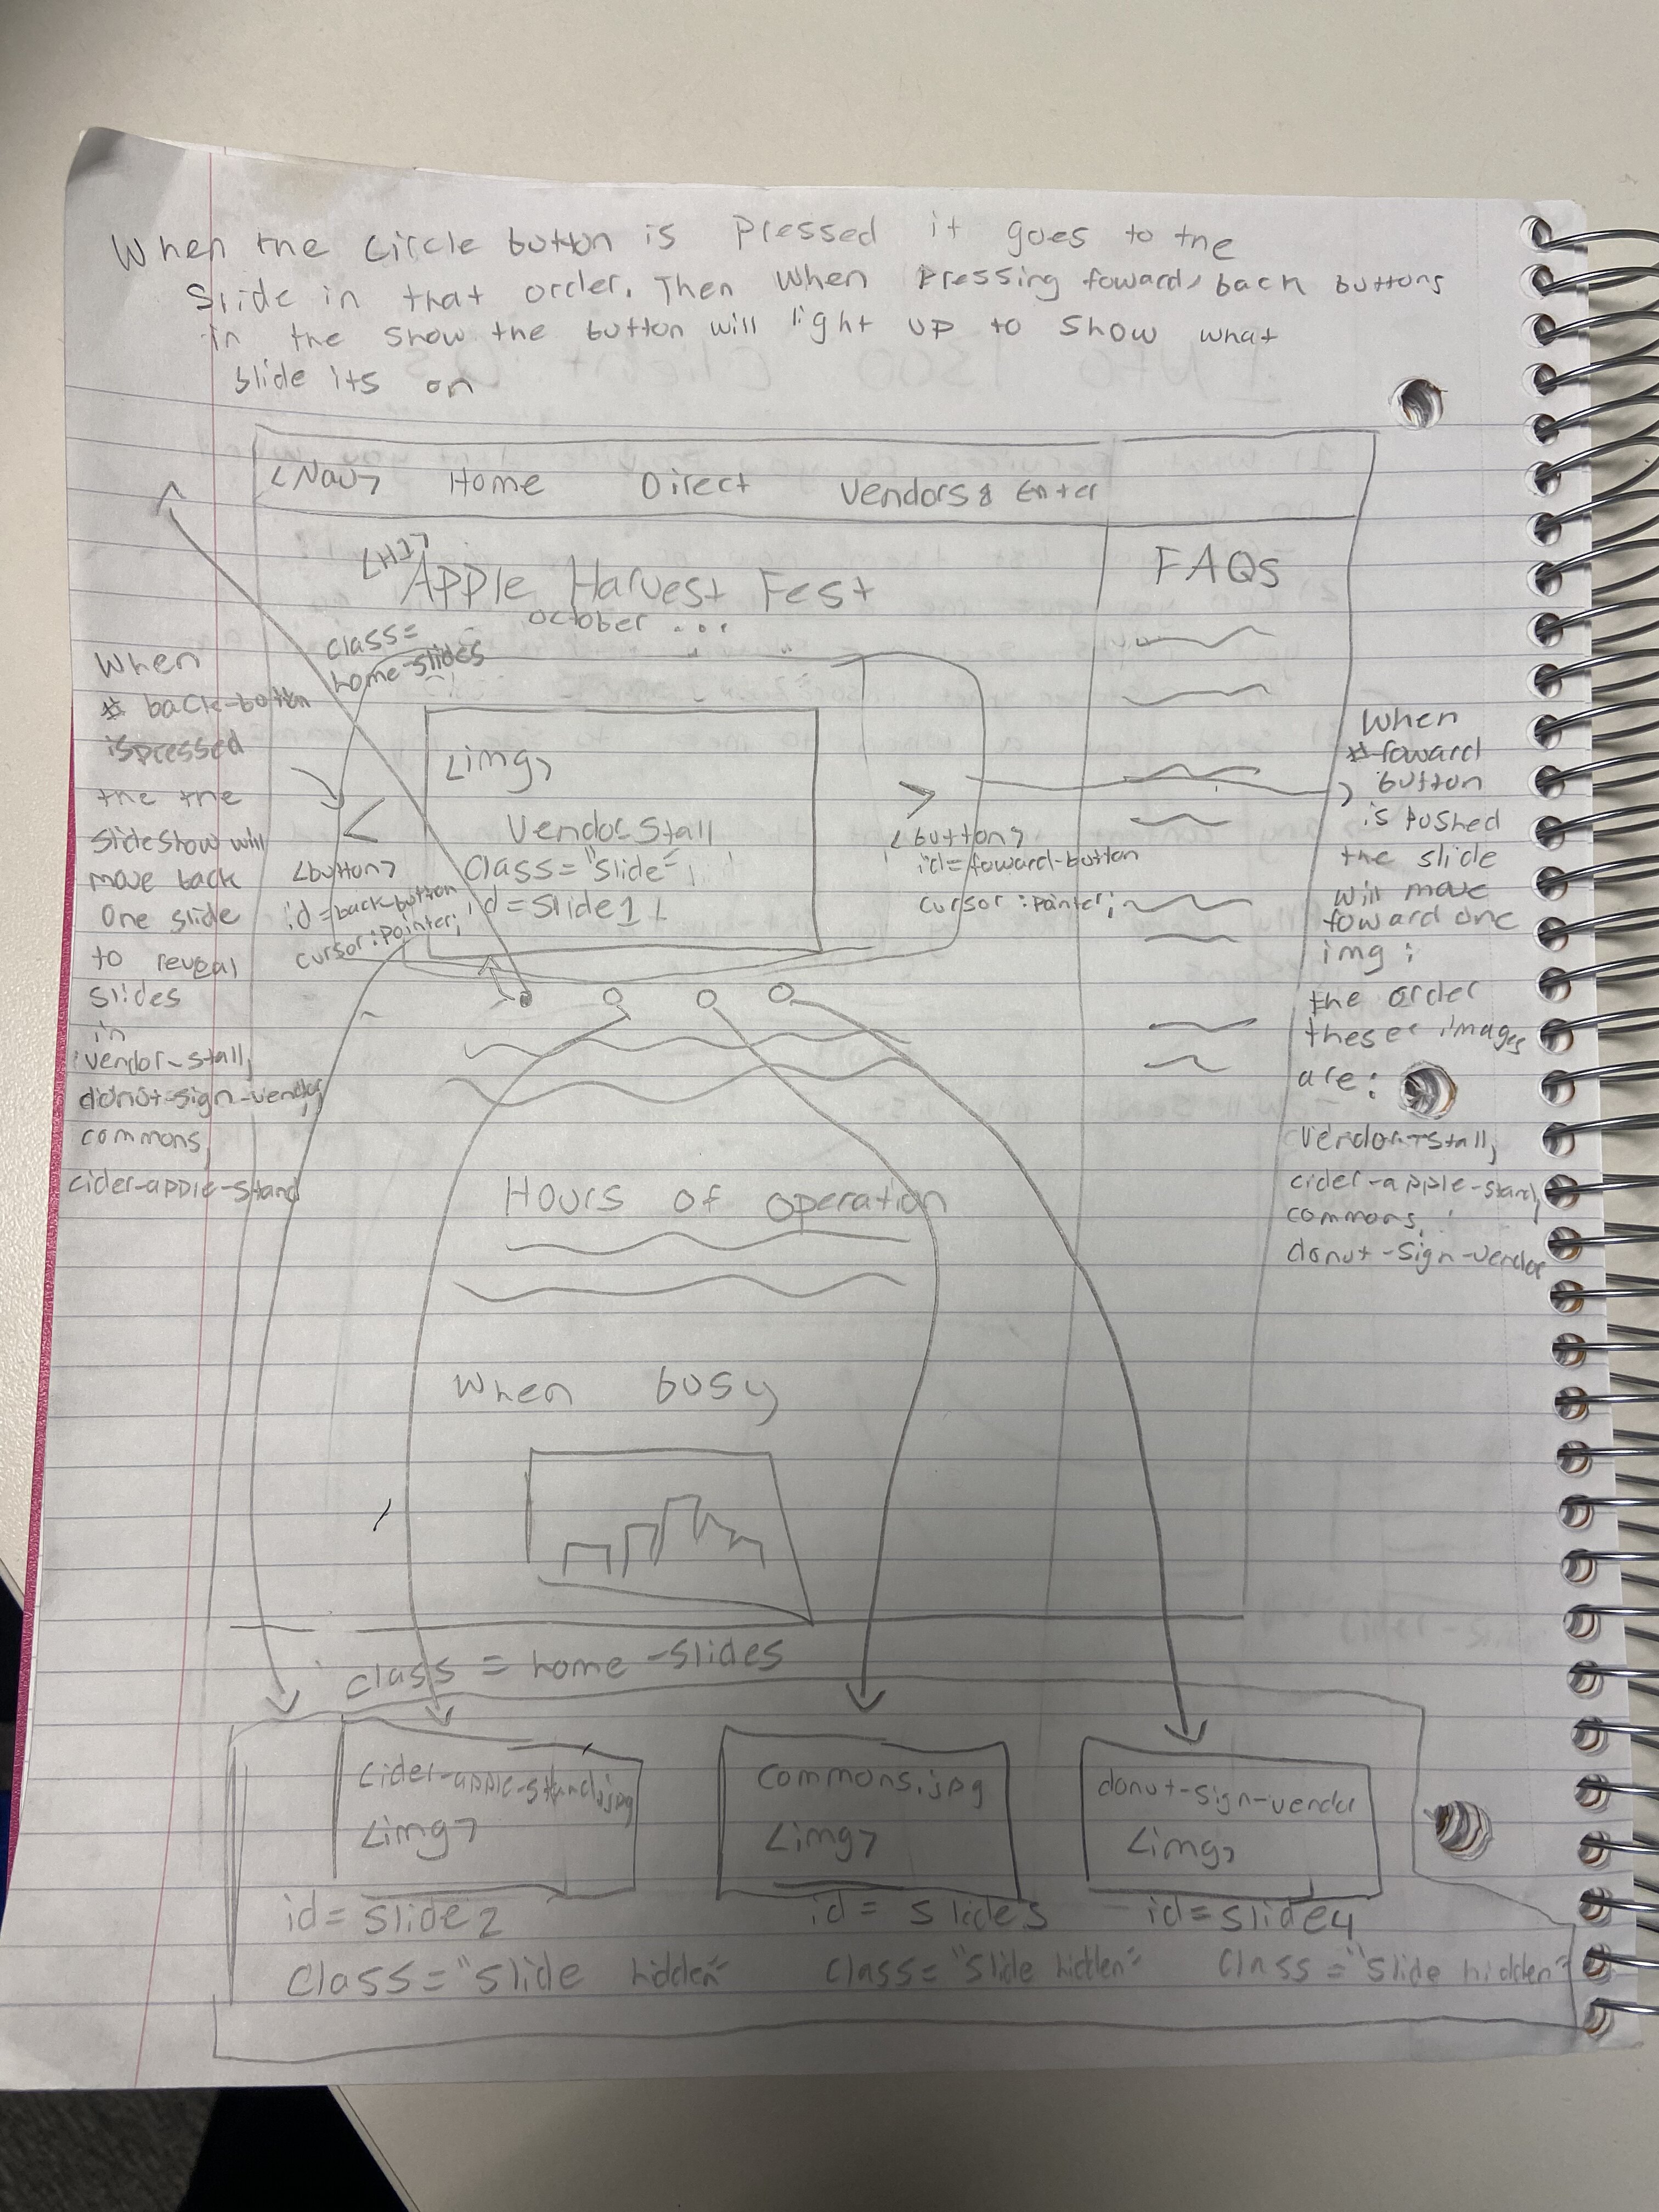 When the circle button is pressed it goes to the
slide in that order. Then when pressing foward/back buttons
in the show the button will light up to show what
slide its on
<Nav> Home Direct Vendors & Enter
<H1>
Apple Harvest Fest
October ...
FAQs
class=
home-slides
When
# back-button
is pressed
the the
slideshow will
move back
one slide
to reveal
slides
in
vendor-stall,
donut-sign-vendor,
commons,
cider-apple-stand
<
<button>
id=back-button
cursor:pointer;
<img>
Vendor Stall
class="slide"
id=slide1
>
<button>
id=foward-button
cursor:pointer;
When
# foward
button
is pushed
the slide
will move
foward one
img:
the order
these images
are:
vendor-stall,
cider-apple-stand,
commons,
donut-sign-vendor
Hours of operation
When busy
class = home-slides
cider-apple-stand.jpg
<img>
id= slide2
class="slide hidden"
commons.jpg
<img>
id= slide3
class="slide hidden"
donut-sign-vendor
<img>
id=slide4
class="slide hidden"